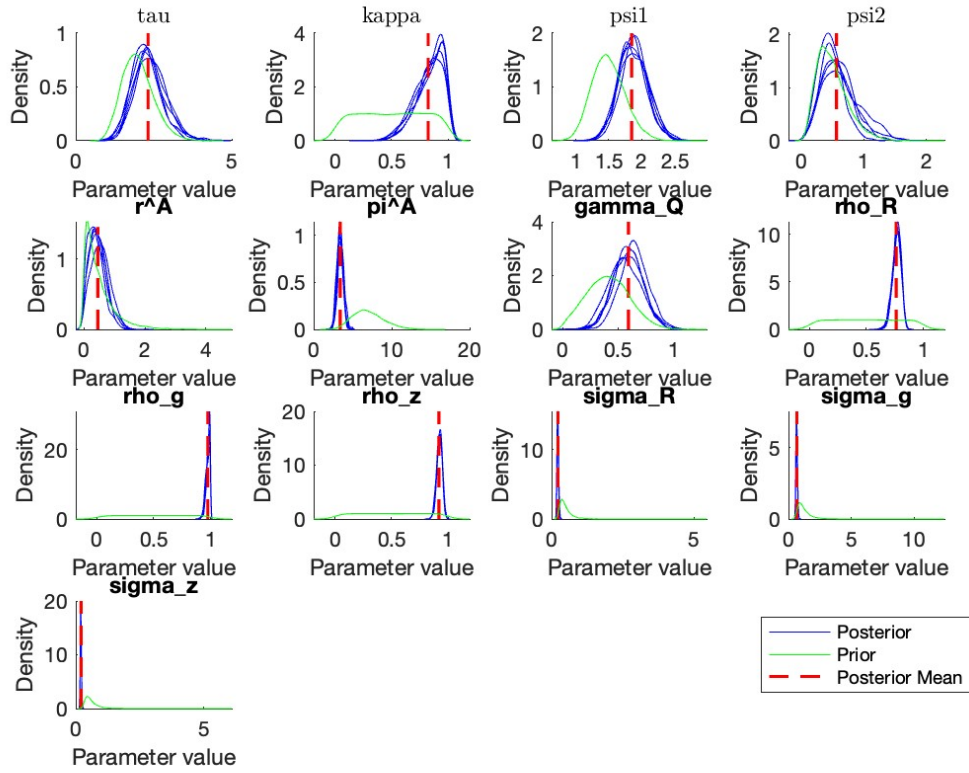 tau
1
0.5
0
Density
0
5
Parameter value
kappa
4
2
0
Density
0
0.5
1
Parameter value
psi1
2
1
0
Density
1
1.5
2
2.5
Parameter value
psi2
2
1
0
Density
0
1
2
Parameter value
r^A
1
0
Density
0
2
4
Parameter value
pi^A
1
0.5
0
Density
0
10
20
Parameter value
gamma_Q
4
2
0
Density
0
0.5
1
Parameter value
rho_R
10
5
0
Density
0
0.5
1
Parameter value
rho_g
20
0
Density
0
0.5
1
Parameter value
rho_z
20
10
0
Density
0
0.5
1
Parameter value
sigma_R
10
5
0
Density
0
5
Parameter value
sigma_g
5
0
Density
0
5
10
Parameter value
sigma_z
20
10
0
Density
0
5
Parameter value
Posterior
Prior
Posterior Mean